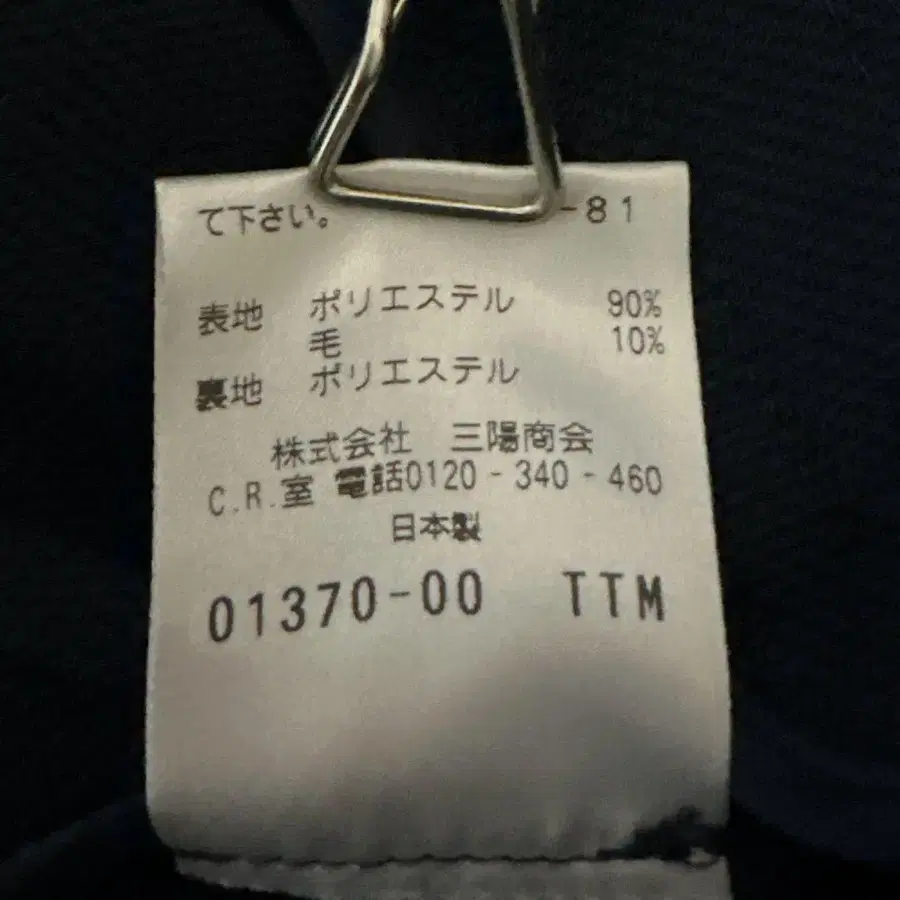 て下さい。 -81
表地 ポリエステル 90%
毛 10%
裏地 ポリエステル
株式会社 三陽商会
C.R.室 電話0120-340-460
日本製
01370-00 TTM